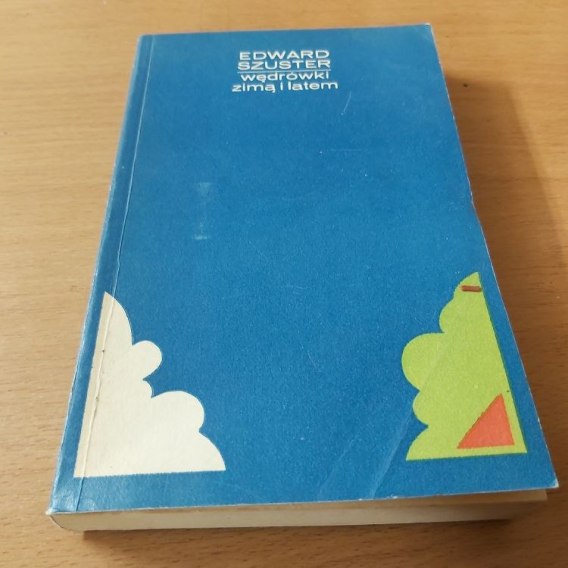 EDWARD
SZUSTER
wędrówki
zimą i latem